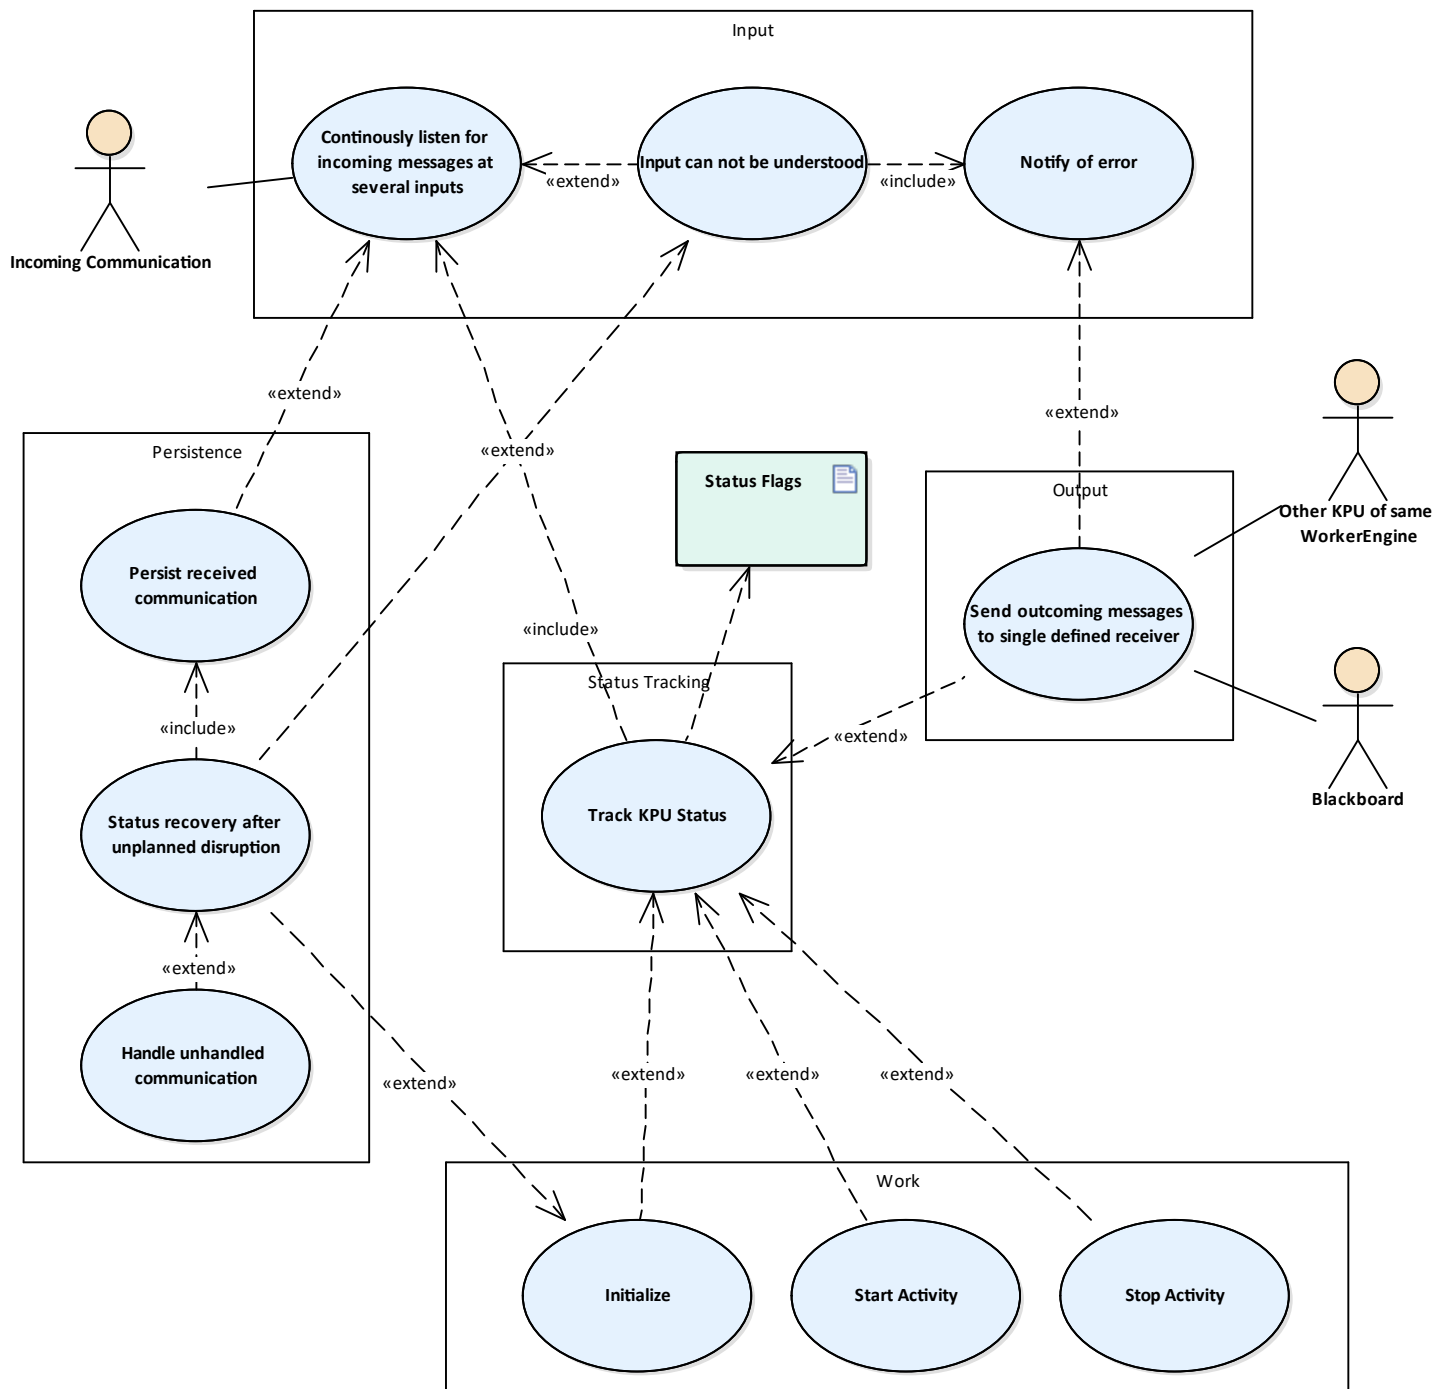 Input
Continously listen for
incoming messages at
several inputs
Input can not be understood
Notify of error
«extend»
«include»
Incoming Communication
«extend»
«extend»
«extend»
Persistence
Status Flags
Output
Other KPU of same
WorkerEngine
Persist received
communication
Send outcoming messages
to single defined receiver
«include»
Status Tracking
«include»
«extend»
Blackboard
Status recovery after
unplanned disruption
Track KPU Status
«extend»
Handle unhandled
communication
«extend»
«extend»
«extend»
«extend»
Work
Initialize
Start Activity
Stop Activity